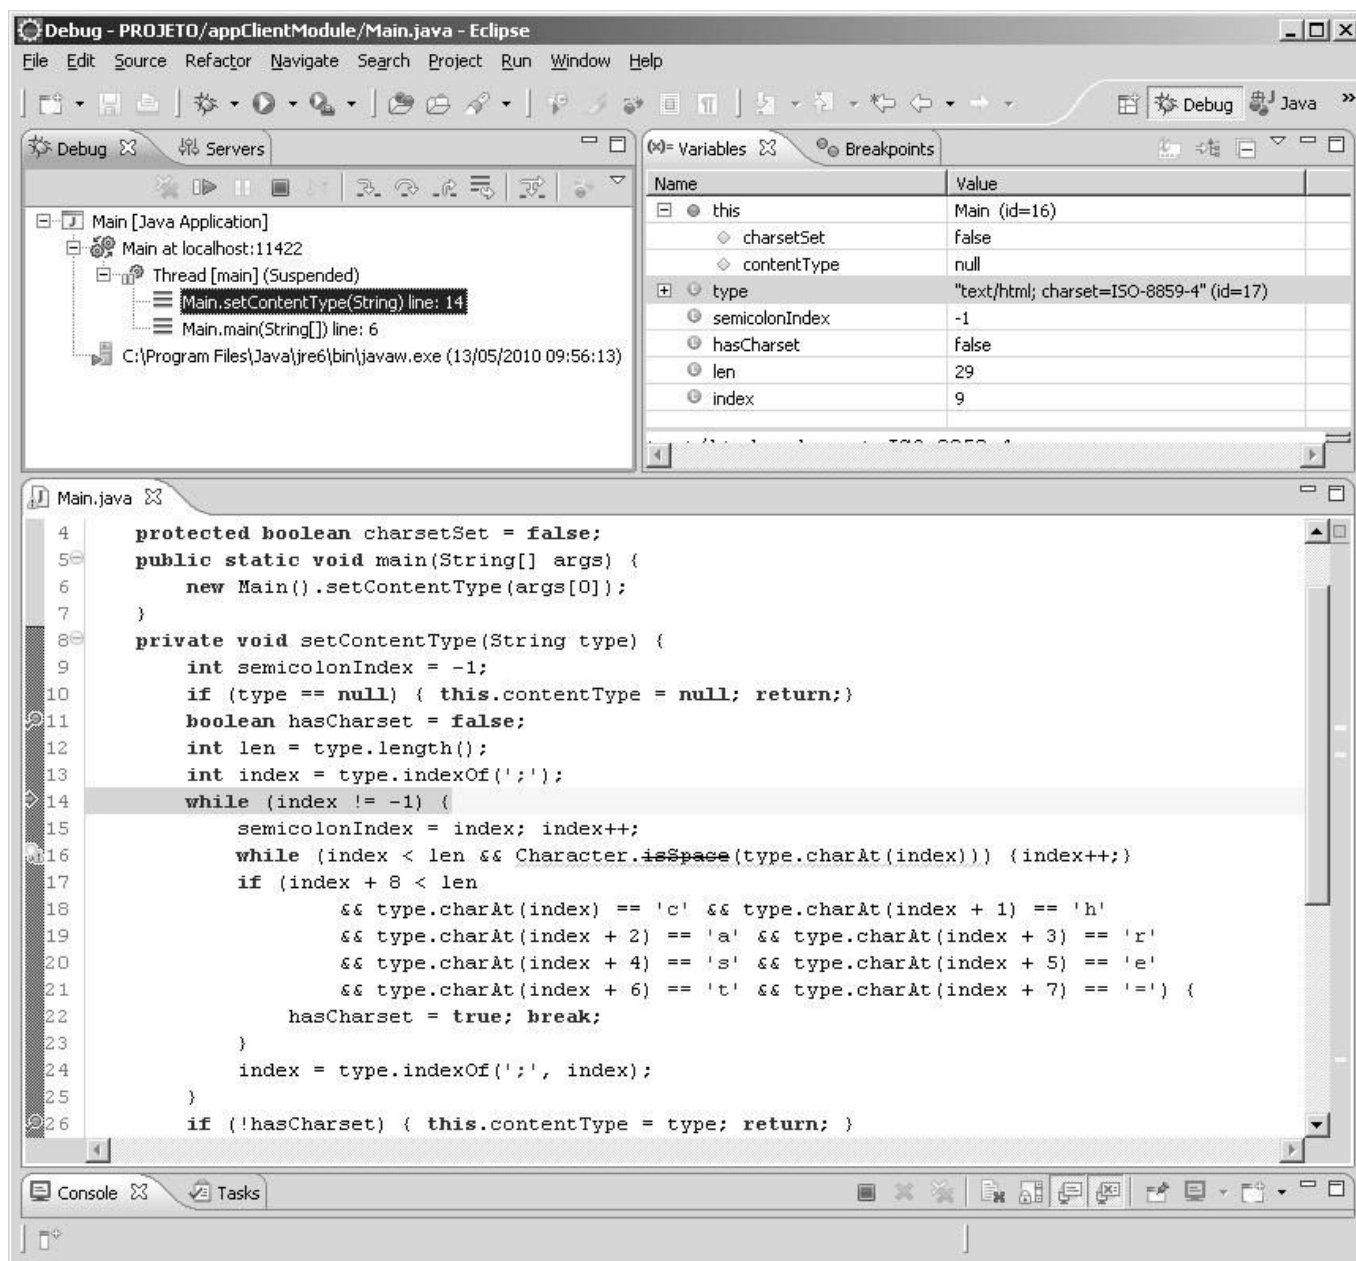 Debug - PROJETO/appClientModule/Main.java - Eclipse
File Edit Source Refactor Navigate Search Project Run Window Help
Debug Java »
Debug Servers
Main [Java Application]
Main at localhost:11422
Thread [main] (Suspended)
Main.setContentType(String) line: 14
Main.main(String[]) line: 6
C:\Program Files\Java\jre6\bin\javaw.exe (13/05/2010 09:56:13)
(x)= Variables Breakpoints
Name Value
this Main (id=16)
charsetSet false
contentType null
type "text/html; charset=ISO-8859-4" (id=17)
semicolonIndex -1
hasCharset false
len 29
index 9
Main.java
4 protected boolean charsetSet = false;
5 public static void main(String[] args) {
6 new Main().setContentType(args[0]);
7 }
8 private void setContentType(String type) {
9 int semicolonIndex = -1;
10 if (type == null) { this.contentType = null; return;}
11 boolean hasCharset = false;
12 int len = type.length();
13 int index = type.indexOf(';');
14 while (index != -1) {
15 semicolonIndex = index; index++;
16 while (index < len && Character.isSpace(type.charAt(index))) {index++;}
17 if (index + 8 < len
18 && type.charAt(index) == 'c' && type.charAt(index + 1) == 'h'
19 && type.charAt(index + 2) == 'a' && type.charAt(index + 3) == 'r'
20 && type.charAt(index + 4) == 's' && type.charAt(index + 5) == 'e'
21 && type.charAt(index + 6) == 't' && type.charAt(index + 7) == '=') {
22 hasCharset = true; break;
23 }
24 index = type.indexOf(';', index);
25 }
26 if (!hasCharset) { this.contentType = type; return; }
Console Tasks